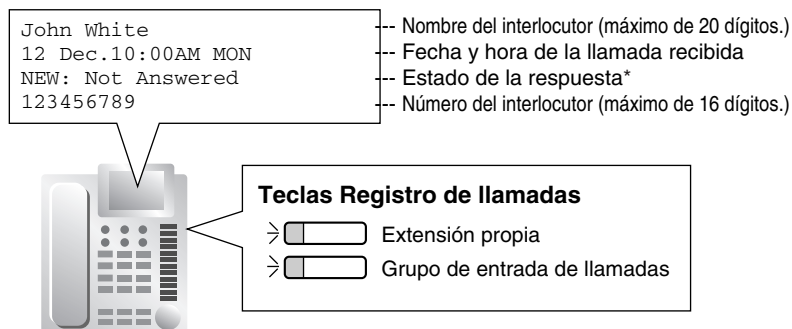 John White --- Nombre del interlocutor (máximo de 20 dígitos.)
12 Dec.10:00AM MON --- Fecha y hora de la llamada recibida
NEW: Not Answered --- Estado de la respuesta*
123456789 --- Número del interlocutor (máximo de 16 dígitos.)
Teclas Registro de llamadas
Extensión propia
Grupo de entrada de llamadas